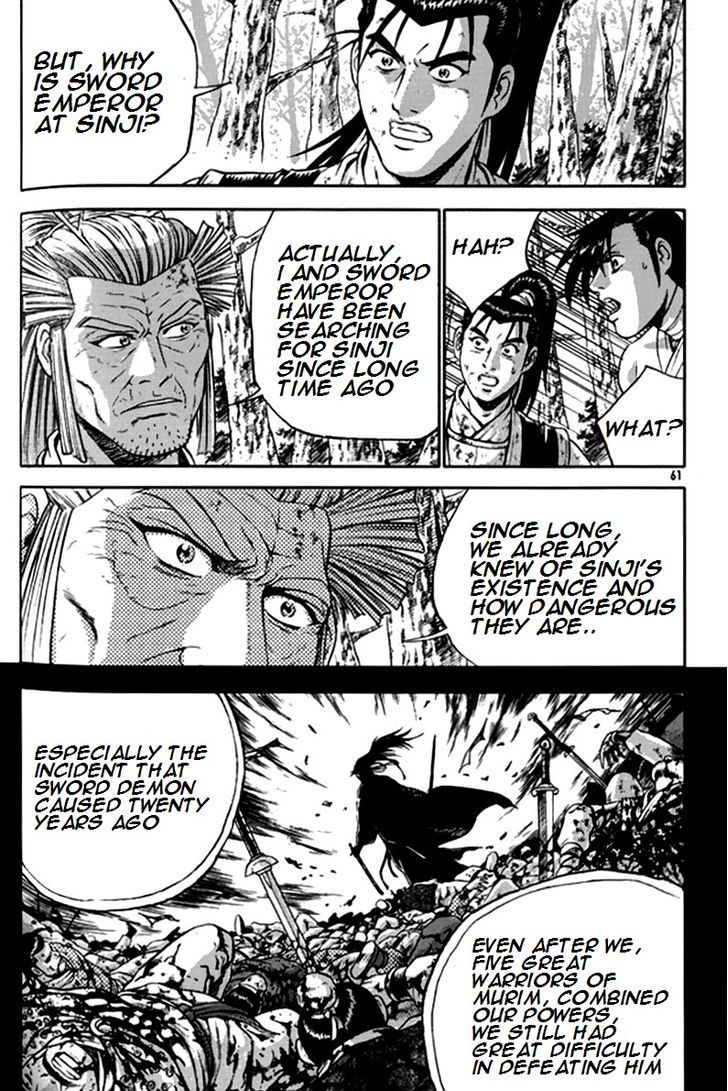 BUT, WHY
IS SWORD
EMPEROR
AT SINJI?
ACTUALLY,
I AND SWORD
EMPEROR
HAVE BEEN
SEARCHING
FOR SINJI
SINCE LONG
TIME AGO
HAH?
WHAT?
61
SINCE LONG,
WE ALREADY
KNEW OF SINJI'S
EXISTENCE AND
HOW DANGEROUS
THEY ARE..
ESPECIALLY THE
INCIDENT THAT
SWORD DEMON
CAUSED TWENTY
YEARS AGO
EVEN AFTER WE,
FIVE GREAT
WARRIORS OF
MURIM, COMBINED
OUR POWERS,
WE STILL HAD
GREAT DIFFICULTY
IN DEFEATING HIM